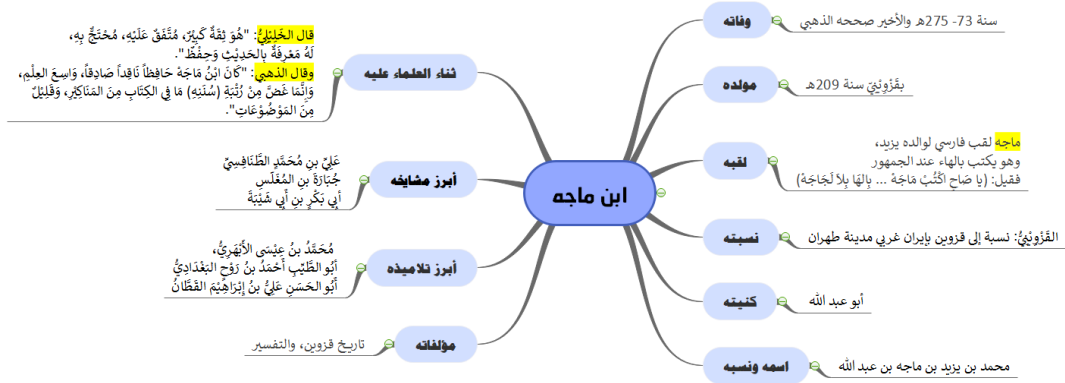 ابن ماجه
وفاته
سنة 73- 275هـ والأخير صححه الذهبي
مولده
بقَزْوِيْنِيّ سنة 209هـ
لقبه
ماجه لقب فارسي لوالده يزيد،
وهو يكتب بالهاء عند الجمهور
فقيل: (يا صَاحِ اكْتُبْ مَاجَهْ ... بِالهَا بِلاَ لَجَاجَهْ)
نسبته
القَزْوِيْنِيُّ: نسبة إلى قزوين بإيران غربي مدينة طهران
كنيته
أبو عبد الله
اسمه ونسبه
محمد بن يزيد بن ماجه بن عبد الله
ثناء العلماء عليه
قال الخَلِيْلِيُّ: "هُوَ ثِقَةٌ كَبِيْرٌ، مُتَّفَقٌ عَلَيْهِ، مُحْتَجٌّ بِهِ،
لَهُ مَعْرِفَةٌ بِالحَدِيْثِ وَحِفْظٌ".
وقال الذهبي: "كَانَ ابْنُ مَاجَهْ حَافِظاً نَاقِداً صَادِقاً، وَاسِعَ العِلْمِ،
وَإِنَّمَا غَضَّ مِنْ رُتْبَةِ (سُنَنِهِ) مَا فِي الكِتَابِ مِنَ المَنَاكِيْرِ، وَقَلِيْلٌ
مِنَ المَوْضُوْعَاتِ".
أبرز مشايخه
عَلِيِّ بنِ مُحَمَّدٍ الطَّنَافِسِيِّ
جُبَارَةَ بنِ المُغَلِّسِ
أَبِي بَكْرٍ بنِ أَبِي شَيْبَةَ
أبرز تلاميذه
مُحَمَّدُ بنُ عِيْسَى الأَبْهَرِيُّ،
أَبُو الطَّيِّبِ أَحْمَدُ بنُ رَوْحٍ البَغْدَادِيُّ
أَبُو الحَسَنِ عَلِيُّ بنُ إِبْرَاهِيْمَ القَطَّانُ
مؤلفاته
تاريخ قزوين، والتفسير